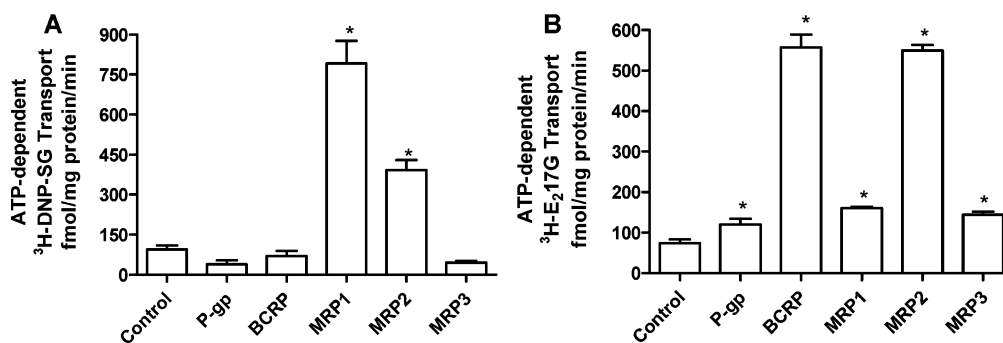 A
ATP-dependent
³H-DNP-SG Transport
fmol/mg protein/min
900
750
600
450
300
150
0
*
*
Control
P-gp
BCRP
MRP1
MRP2
MRP3
B
ATP-dependent
³H-E₂17G Transport
fmol/mg protein/min
600
500
400
300
200
100
0
*
*
*
*
*
Control
P-gp
BCRP
MRP1
MRP2
MRP3